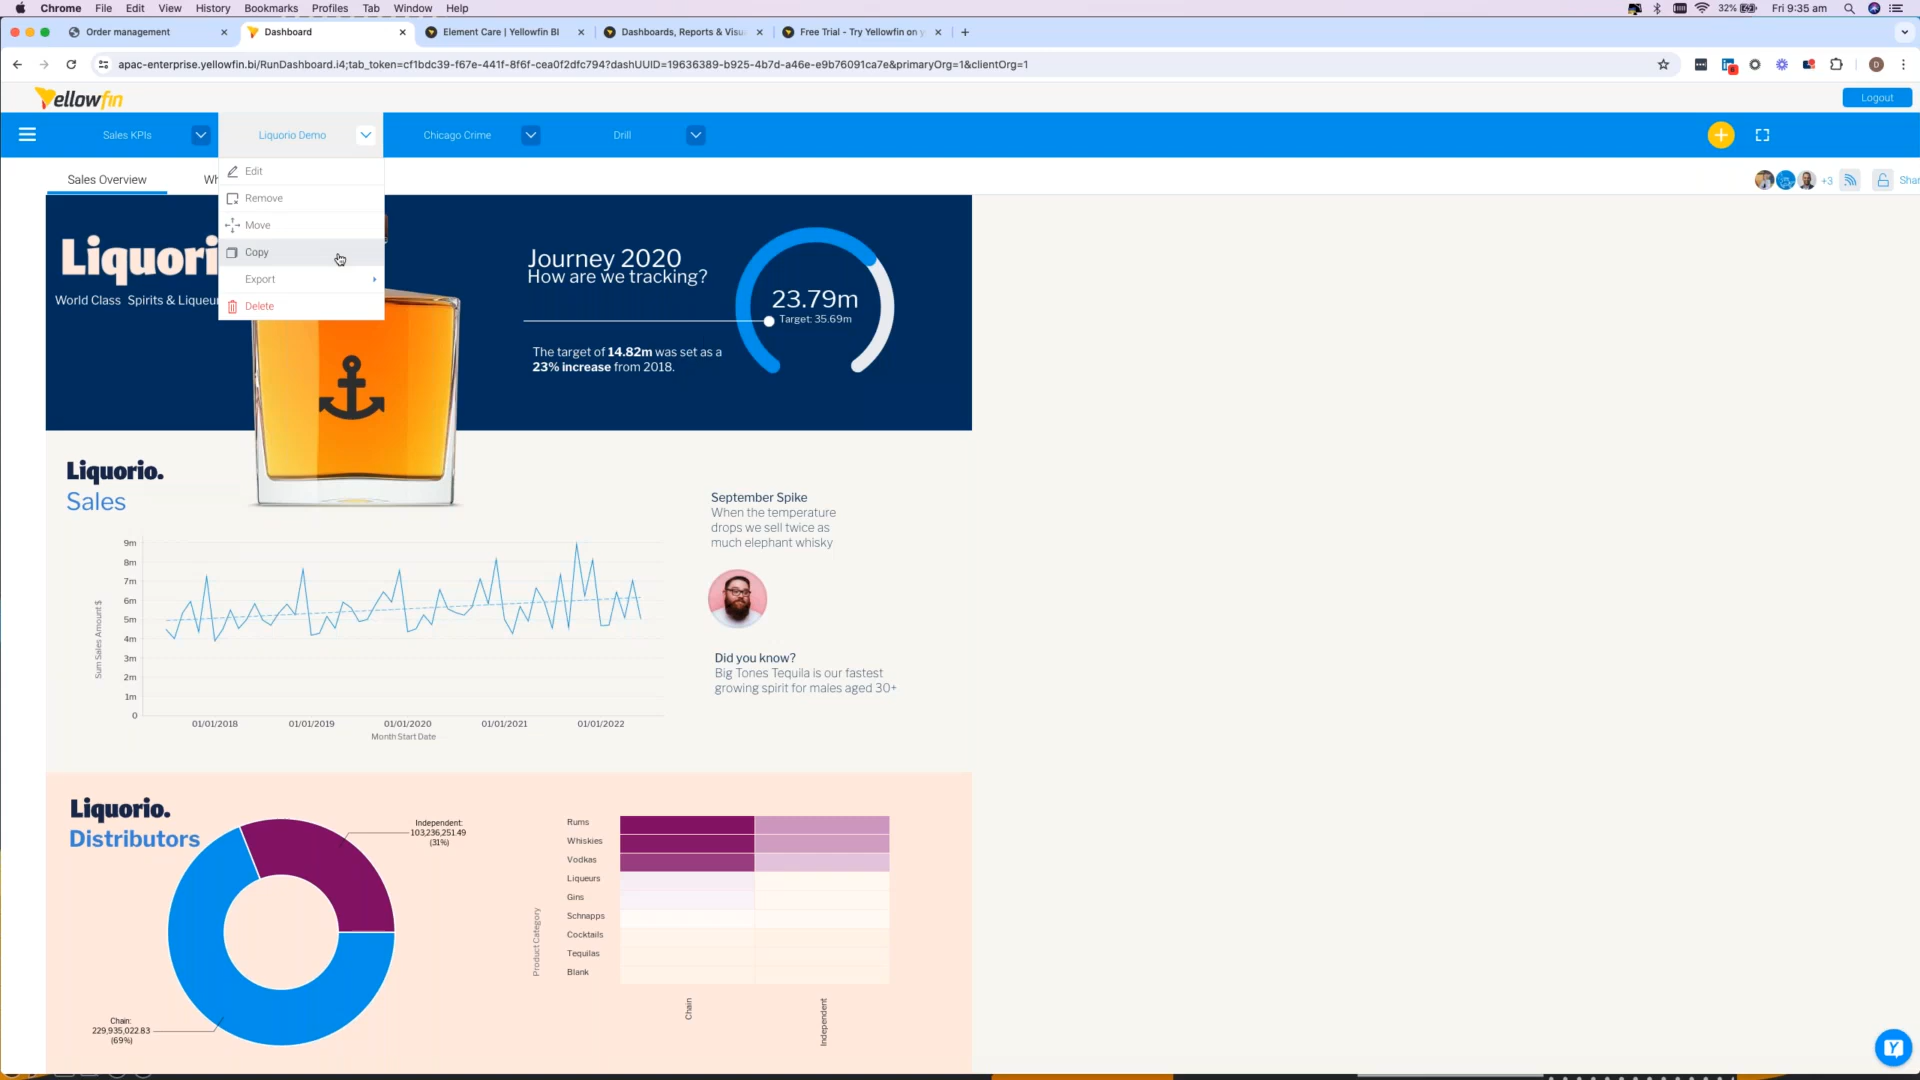 Chrome File Edit View History Bookmarks Profiles Tab Window Help 32% Fri 9:35 am
Order management Dashboard Element Care | Yellowfin BI Dashboards, Reports & Visu Free Trial - Try Yellowfin on y
apac-enterprise.yellowfin.bi/RunDashboard.i4;tab_token=cf1bdc39-f67e-441f-8f6f-cea0f2dfc794?dashUUID=19636389-b925-4b7d-a46e-e9b76091ca7e&primaryOrg=1&clientOrg=1
Yellowfin Logout
Sales KPIs Liquorio Demo Chicago Crime Drill
Sales Overview Wh +3 Shar
Edit
Remove
Move
Copy
Export
Delete
Liquori
World Class Spirits & Liqueu
Journey 2020
How are we tracking?
23.79m
Target: 35.69m
The target of 14.82m was set as a
23% increase from 2018.
Liquorio.
Sales
Sum Sales Amount $
9m
8m
7m
6m
5m
4m
3m
2m
1m
0
01/01/2018 01/01/2019 01/01/2020 01/01/2021 01/01/2022
Month Start Date
September Spike
When the temperature
drops we sell twice as
much elephant whisky
Did you know?
Big Tones Tequila is our fastest
growing spirit for males aged 30+
Liquorio.
Distributors
Independent:
103,236,251.49
(31%)
Chain:
229,935,022.83
(69%)
Product Category
Rums
Whiskies
Vodkas
Liqueurs
Gins
Schnapps
Cocktails
Tequilas
Blank
Chain
Independent